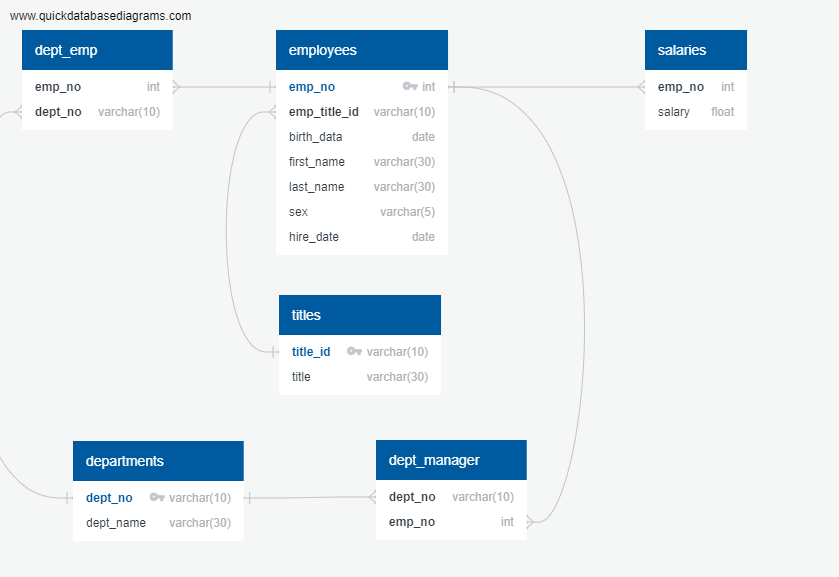 www.quickdatabasediagrams.com
dept_emp
emp_no int
dept_no varchar(10)
employees
emp_no int
emp_title_id varchar(10)
birth_data date
first_name varchar(30)
last_name varchar(30)
sex varchar(5)
hire_date date
salaries
emp_no int
salary float
titles
title_id varchar(10)
title varchar(30)
departments
dept_no varchar(10)
dept_name varchar(30)
dept_manager
dept_no varchar(10)
emp_no int